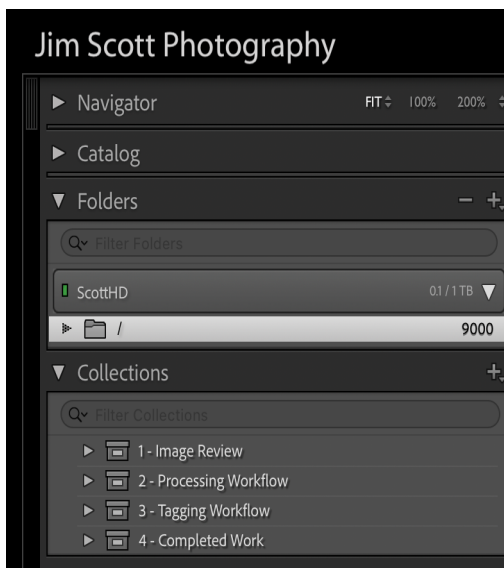 Jim Scott Photography
Navigator FIT 100% 200%
Catalog
Folders
Filter Folders
ScottHD 0.1 / 1 TB
/ 9000
Collections
Filter Collections
1 - Image Review
2 - Processing Workflow
3 - Tagging Workflow
4 - Completed Work